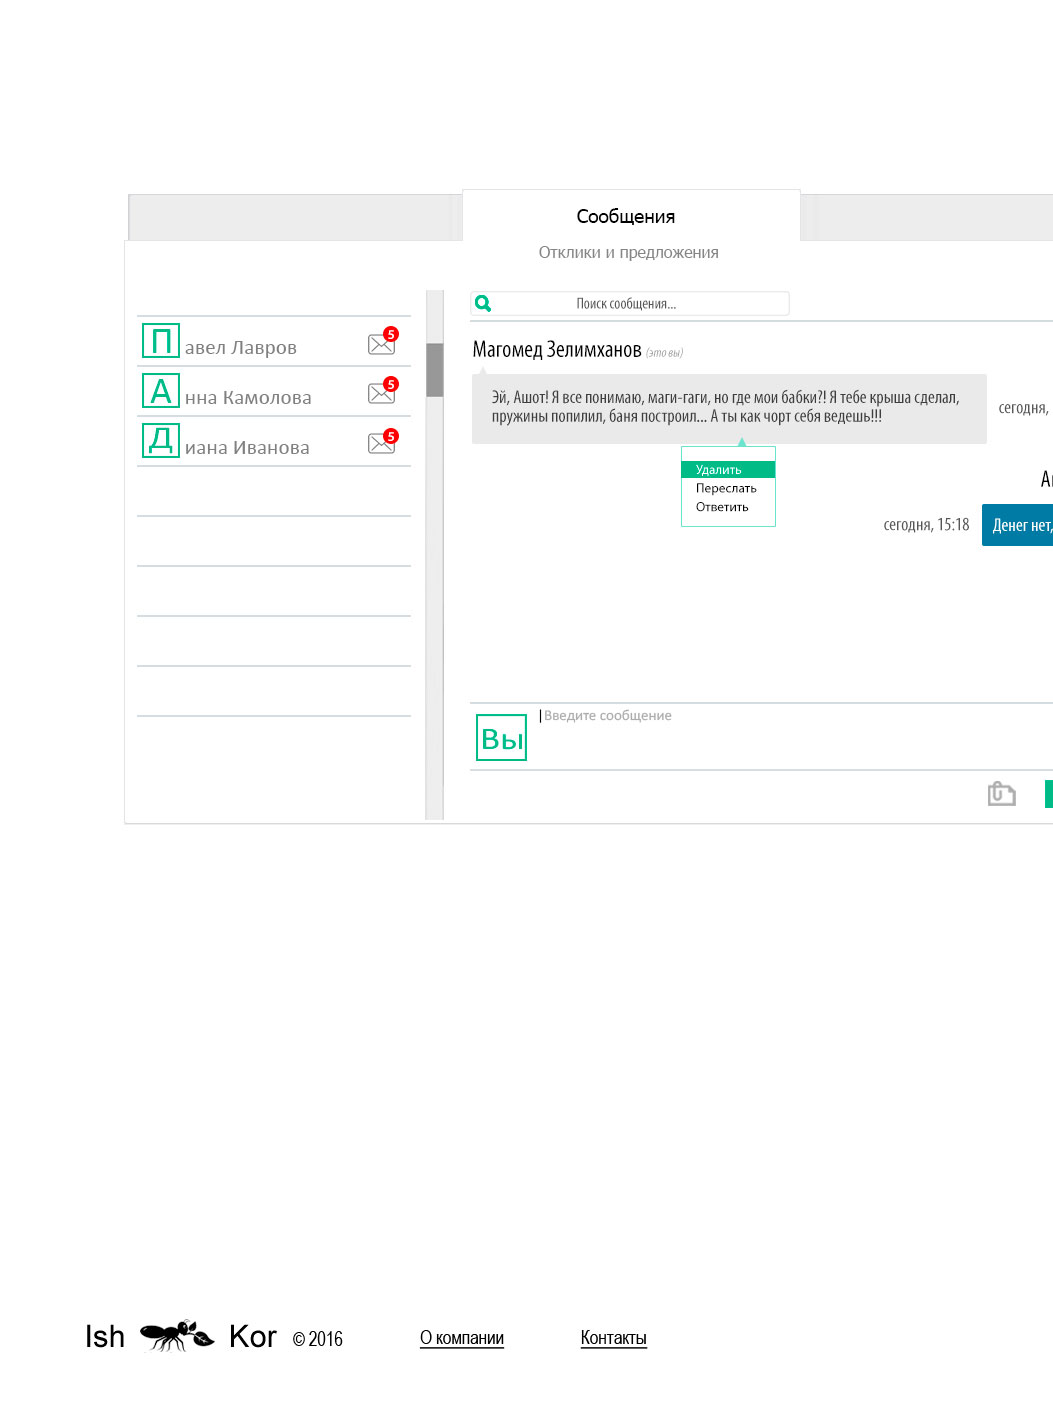 Сообщения
Отклики и предложения
Поиск сообщения...
Павел Лавров
5
Анна Камолова
5
Диана Иванова
5
Магомед Зелимханов (это вы)
Эй, Ашот! Я все понимаю, маги-гаги, но где мои бабки?! Я тебе крыша сделал,
пружины попилил, баня построил... А ты как чорт себя ведешь!!!
сегодня,
Удалить
Переслать
Ответить
сегодня, 15:18
Денег нет,
Вы
Введите сообщение
Ish Kor © 2016
О компании
Контакты